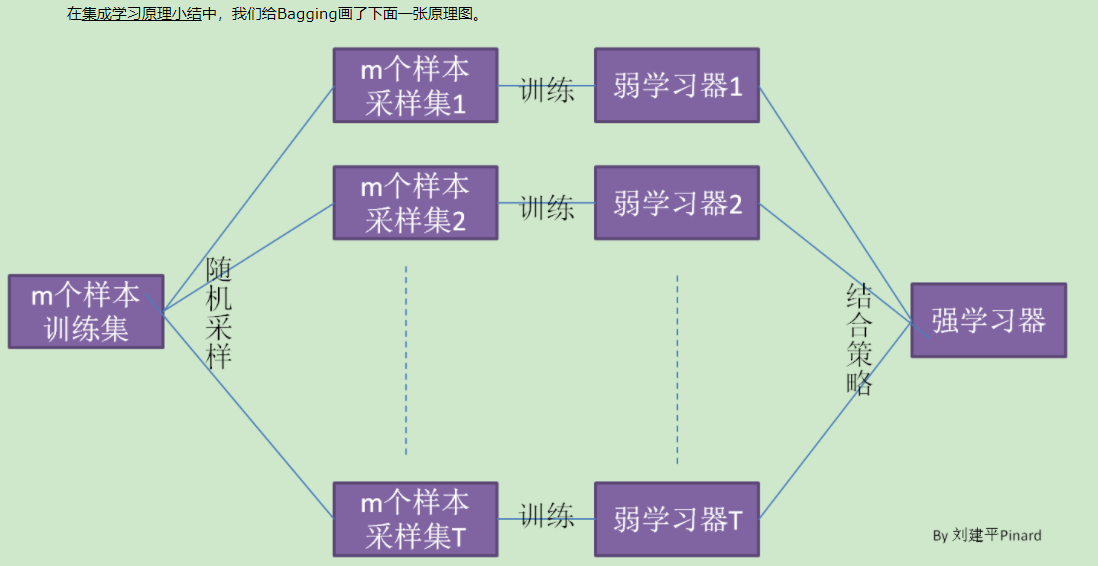 在集成学习原理小结中，我们给Bagging画了下面一张原理图。
m个样本
采样集1
训练
弱学习器1
m个样本
采样集2
训练
弱学习器2
m个样本
训练集
随机采样
结合策略
强学习器
m个样本
采样集T
训练
弱学习器T
By 刘建平Pinard